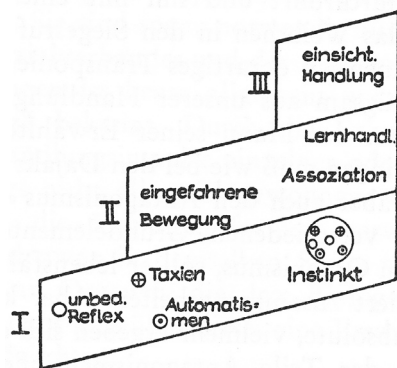 einsicht.
Handlung
III
Lernhandl.
Assoziation
eingefahrene
Bewegung
II
Instinkt
Taxien
unbed.
Reflex
Automatis-
men
I